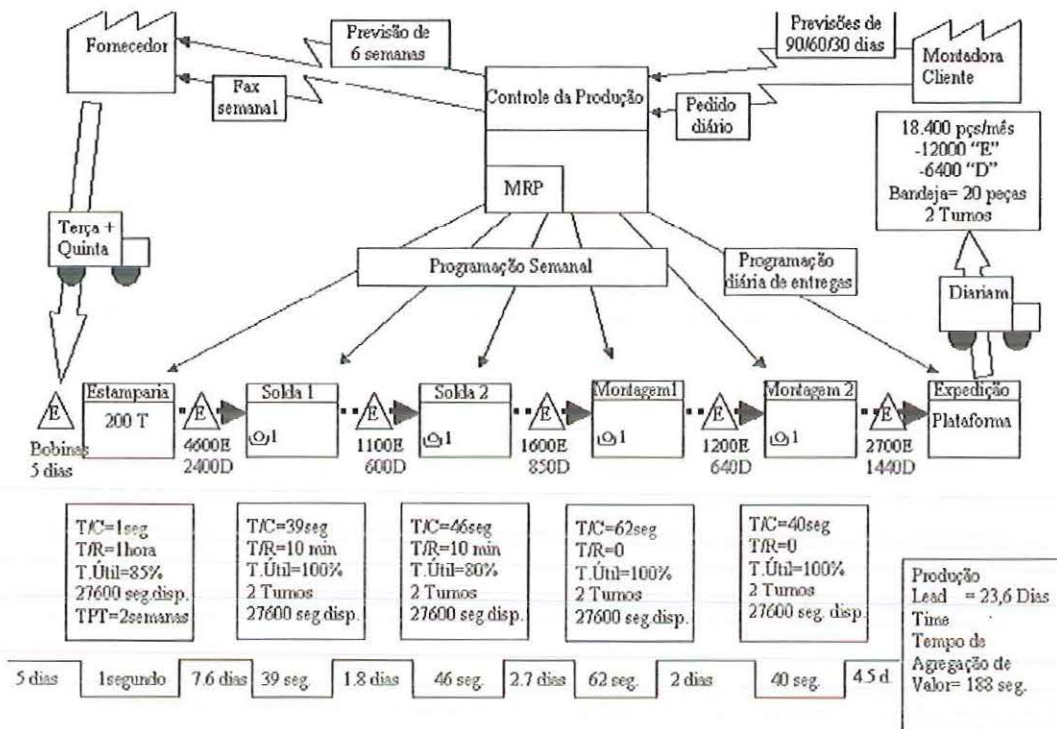 Fornecedor
Previsão de
6 semanas
Fax
semanal
Controle da Produção
MRP
Previsões de
90/60/30 dias
Pedido
diário
Montadora
Cliente
18.400 pçs/mês
-12000 "E"
-6400 "D"
Bandeja= 20 peças
2 Turnos
Terça +
Quinta
Programação Semanal
Programação
diária de entregas
Diariam
E
Bobinas
5 dias
Estamparia
200 T
E
4600E
2400D
Solda 1
1
E
1100E
600D
Solda 2
1
E
1600E
850D
Montagem1
1
E
1200E
640D
Montagem 2
1
E
2700E
1440D
Expedição
Plataforma
T/C=1seg
T/R=1hora
T.Útil=85%
27600 seg.disp.
TPT=2semanas
T/C=39seg
T/R=10 min
T.Útil=100%
2 Turnos
27600 seg.disp.
T/C=46seg
T/R=10 min
T.Útil=80%
2 Turnos
27600 seg.disp.
T/C=62seg
T/R=0
T.Útil=100%
2 Turnos
27600 seg.disp.
T/C=40seg
T/R=0
T.Útil=100%
2 Turnos
27600 seg.disp.
Produção
Lead = 23,6 Dias
Time
Tempo de
Agregação de
Valor= 188 seg.
5 dias 1segundo 7.6 dias 39 seg. 1.8 dias 46 seg. 2.7 dias 62 seg. 2 dias 40 seg. 4.5 d